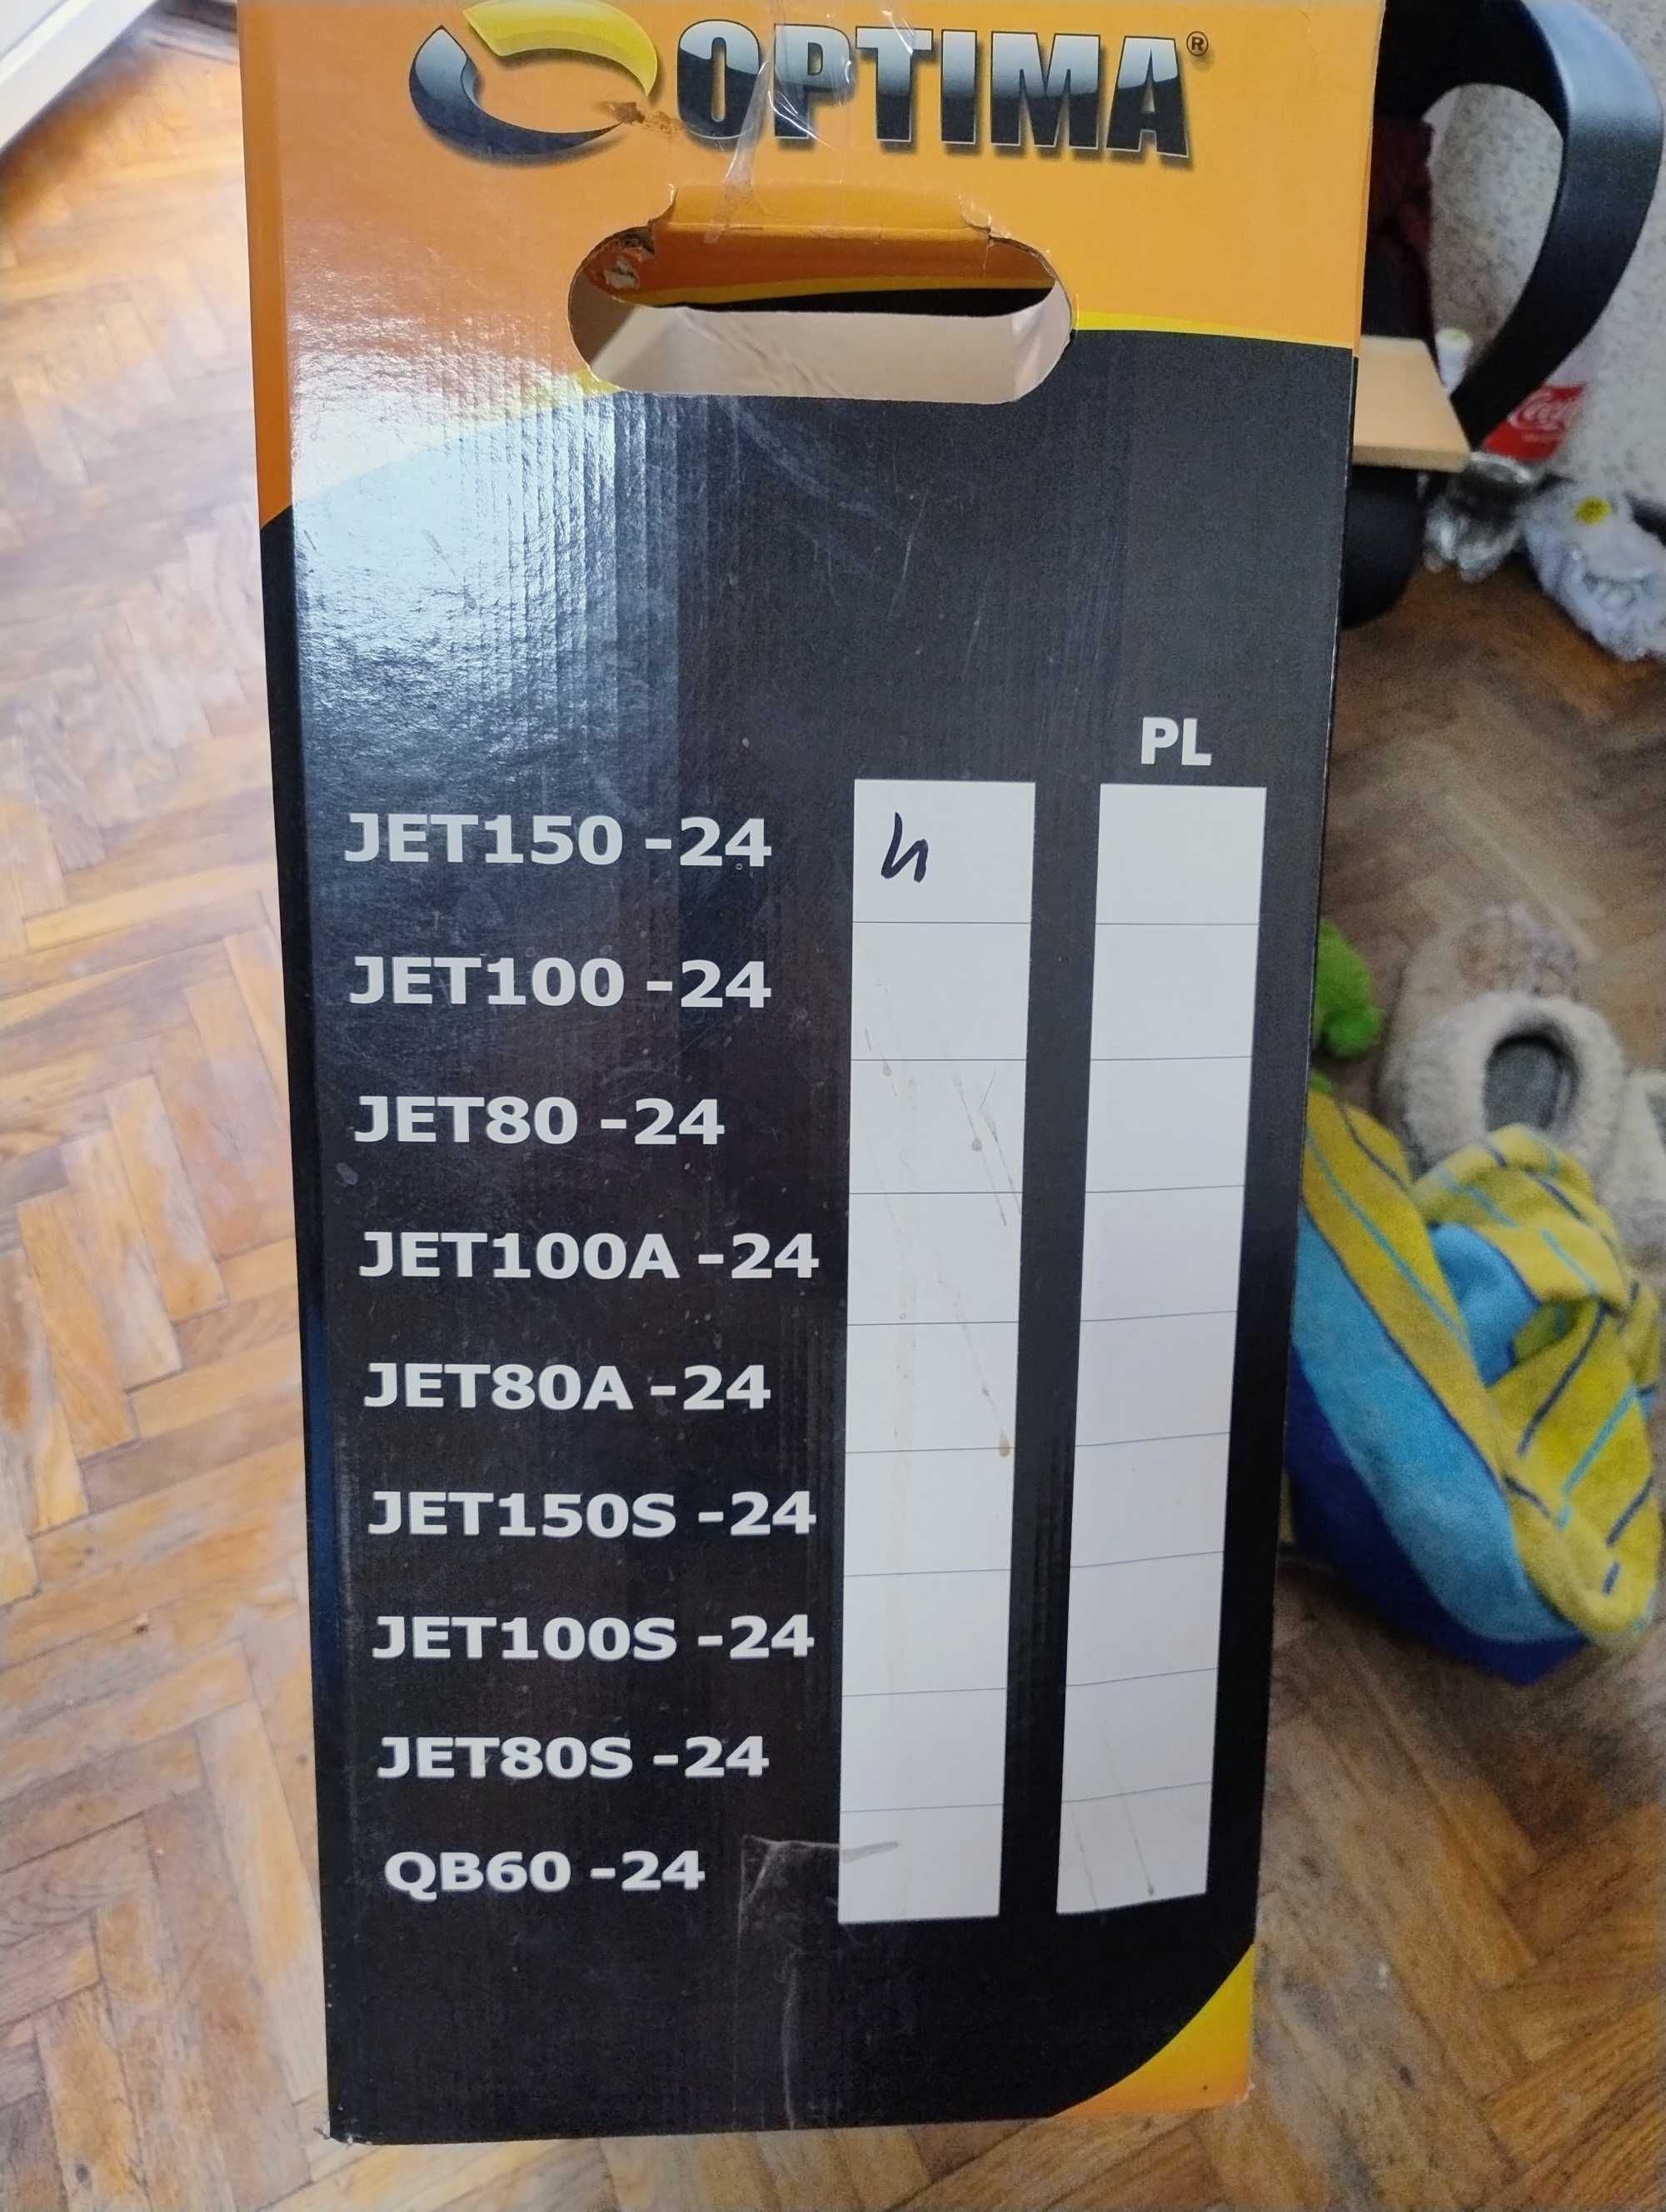 OPTIMA®
PL
JET150 -24
JET100 -24
JET80 -24
JET100A -24
JET80A -24
JET150S -24
JET100S -24
JET80S -24
QB60 -24